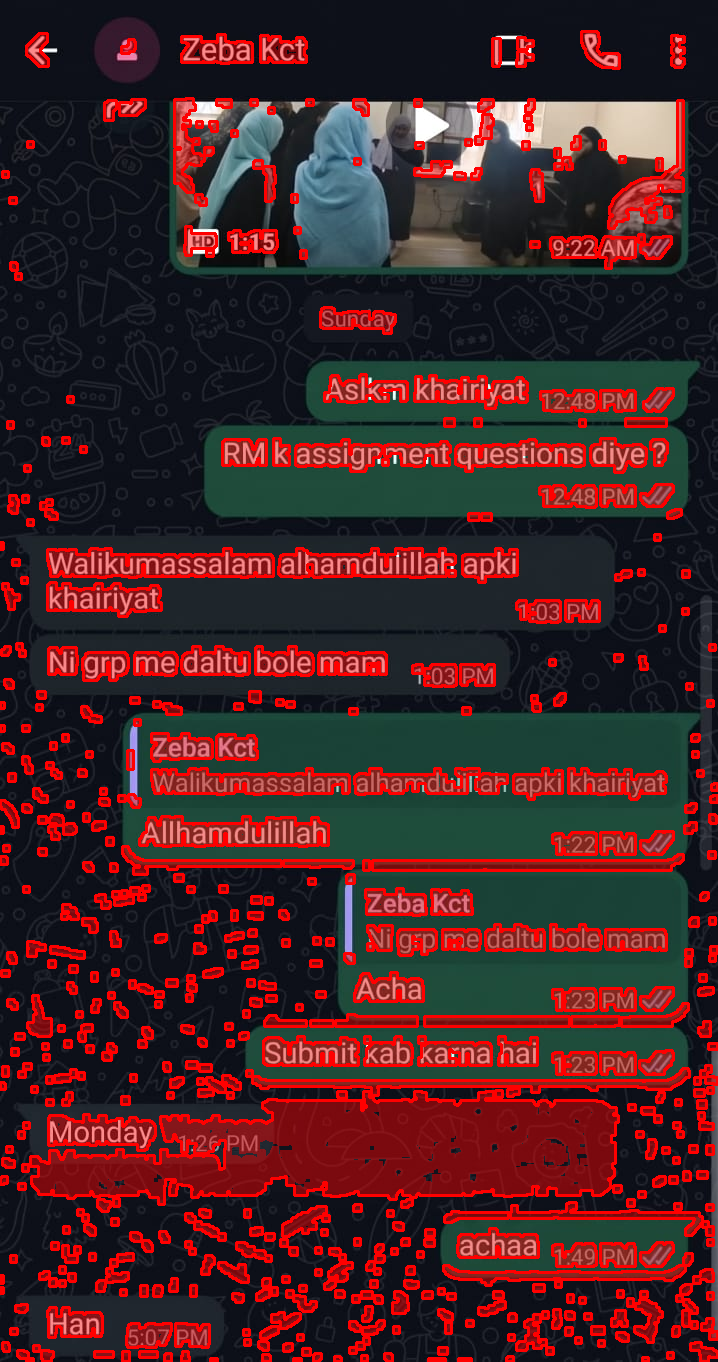 Zeba Kct
HD 1:15
9:22 AM
Sunday
Aslkm khairiyat 12:48 PM
RM k assignment questions diye ?
12:48 PM
Walikumassalam alhamdulillah apki
khairiyat
1:03 PM
Ni grp me daltu bole mam 1:03 PM
Zeba Kct
Walikumassalam alhamdulillah apki khairiyat
Allhamdulillah 1:22 PM
Zeba Kct
Ni grp me daltu bole mam
Acha 1:23 PM
Submit kab karna hai 1:23 PM
Monday 1:26 PM
achaa 1:49 PM
Han 5:07 PM